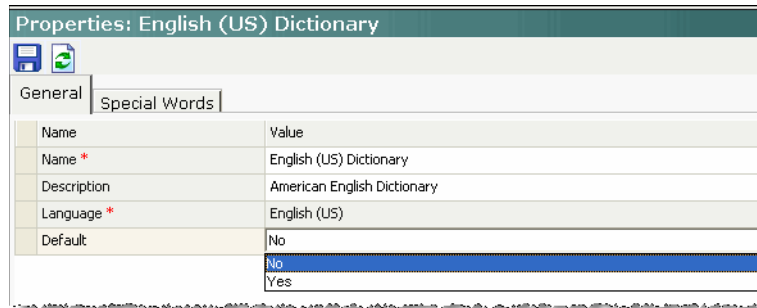 Properties: English (US) Dictionary
General Special Words
Name Value
Name * English (US) Dictionary
Description American English Dictionary
Language * English (US)
Default No
No
Yes